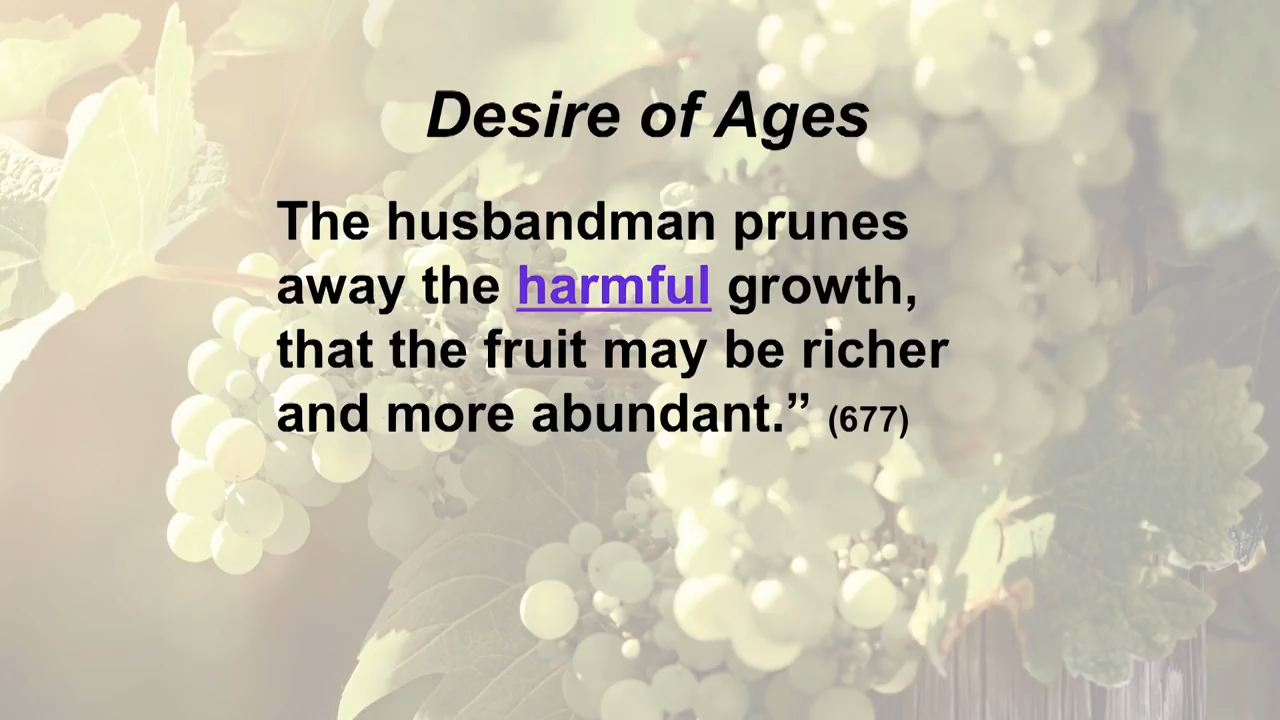 Desire of Ages
The husbandman prunes
away the harmful growth,
that the fruit may be richer
and more abundant.” (677)